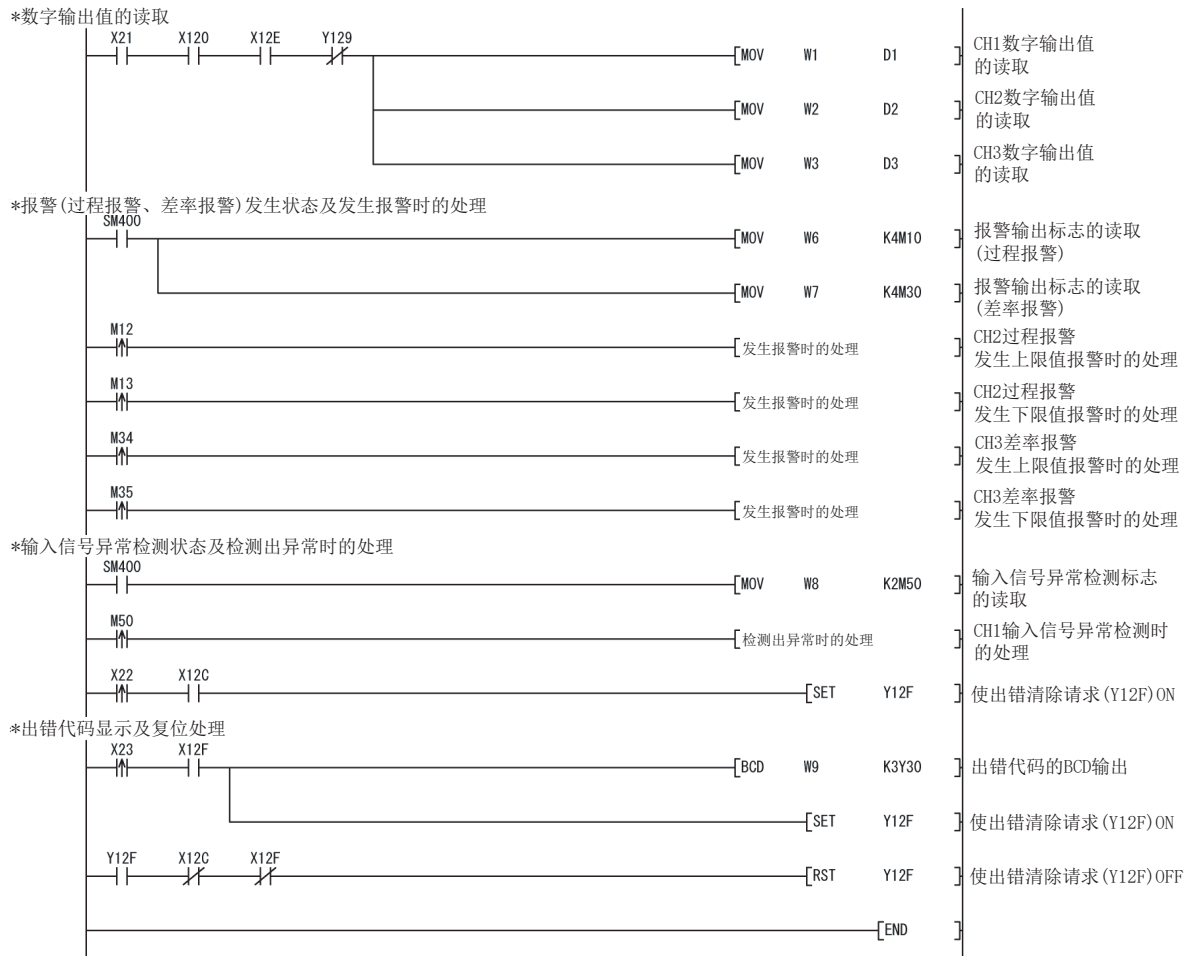 *数字输出值的读取
X21 X120 X12E Y129
MOV W1 D1 CH1数字输出值
的读取
MOV W2 D2 CH2数字输出值
的读取
MOV W3 D3 CH3数字输出值
的读取
*报警(过程报警、差率报警)发生状态及发生报警时的处理
SM400
MOV W6 K4M10 报警输出标志的读取
(过程报警)
MOV W7 K4M30 报警输出标志的读取
(差率报警)
M12
发生报警时的处理 CH2过程报警
发生上限值报警时的处理
M13
发生报警时的处理 CH2过程报警
发生下限值报警时的处理
M34
发生报警时的处理 CH3差率报警
发生上限值报警时的处理
M35
发生报警时的处理 CH3差率报警
发生下限值报警时的处理
*输入信号异常检测状态及检测出异常时的处理
SM400
MOV W8 K2M50 输入信号异常检测标志
的读取
M50
检测出异常时的处理 CH1输入信号异常检测时
的处理
X22 X12C
SET Y12F 使出错清除请求(Y12F)ON
*出错代码显示及复位处理
X23 X12F
BCD W9 K3Y30 出错代码的BCD输出
SET Y12F 使出错清除请求(Y12F)ON
Y12F X12C X12F
RST Y12F 使出错清除请求(Y12F)OFF
END